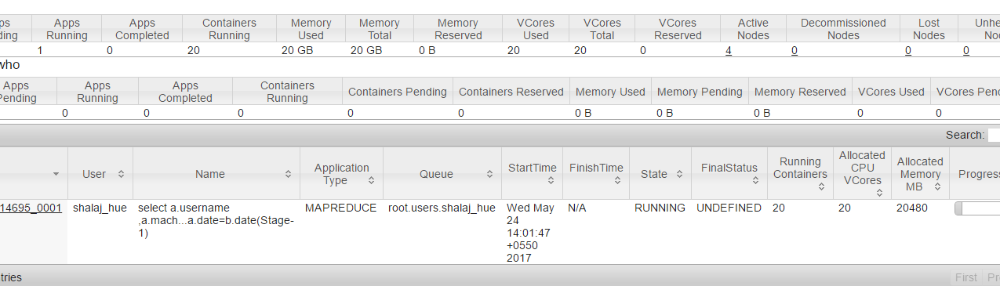 ps Apps Apps Containers Memory Memory Memory VCores VCores VCores Active Decommissioned Lost Unhe
ding Running Completed Running Used Total Reserved Used Total Reserved Nodes Nodes Nodes No
1 0 20 20 GB 20 GB 0 B 20 20 0 4 0 0 0
who
Apps Apps Apps Containers Containers Pending Containers Reserved Memory Used Memory Pending Memory Reserved VCores Used VCores Pend
Pending Running Completed Running
0 0 0 0 0 0 B 0 B 0 B 0 0
Search:
User Name Application Type Queue StartTime FinishTime State FinalStatus Running Containers Allocated CPU VCores Allocated Memory MB Progress
14695_0001 shalaj_hue select a.username MAPREDUCE root.users.shalaj_hue Wed May N/A RUNNING UNDEFINED 20 20 20480
,a.mach...a.date=b.date(Stage- 24
1) 14:01:47
+0550
2017
tries First Pre